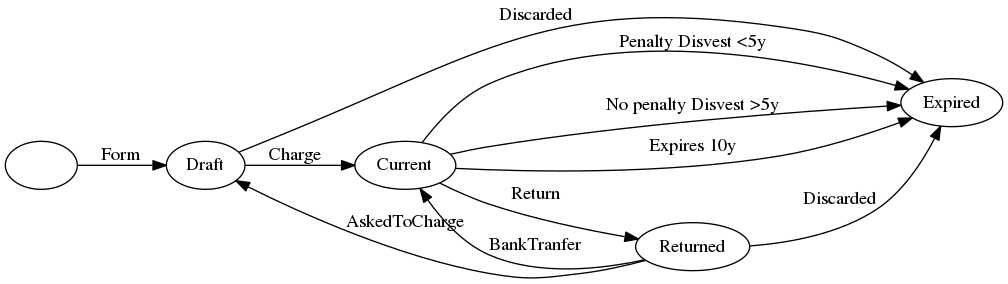 Discarded
Penalty Disvest <5y
No penalty Disvest >5y
Expired
Expires 10y
Form
Draft
Charge
Current
Return
Discarded
AskedToCharge
BankTranfer
Returned